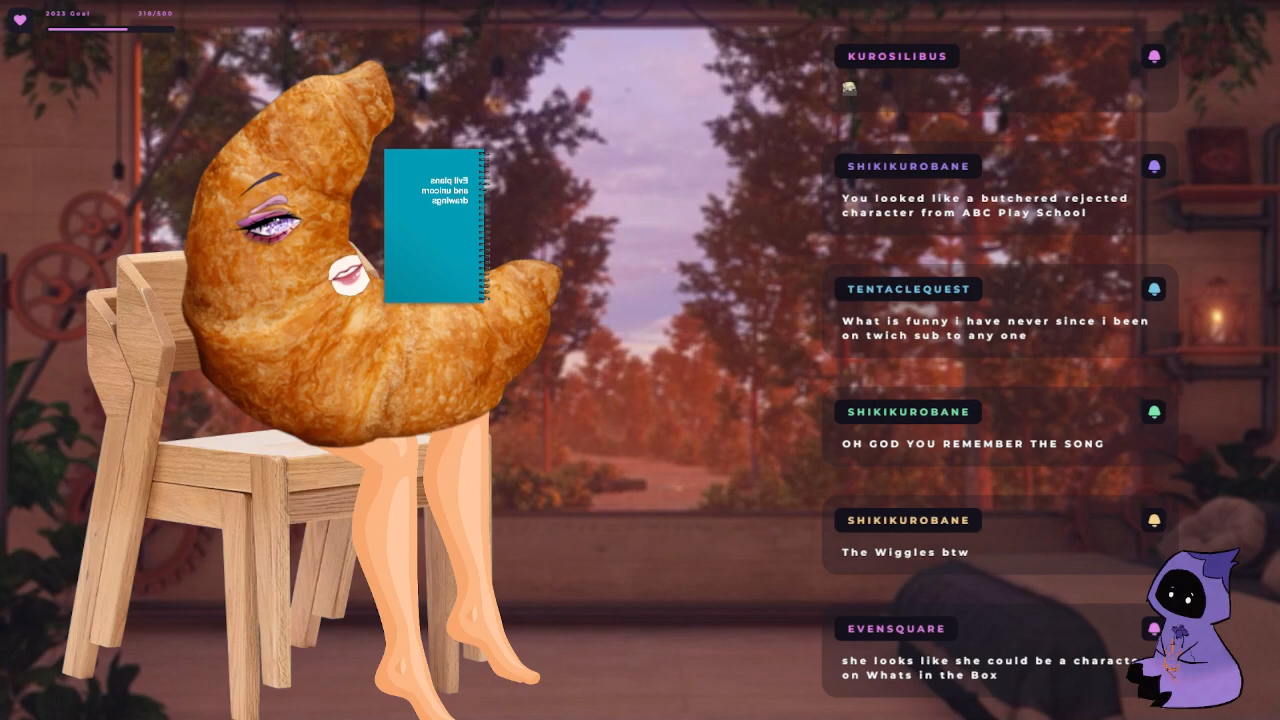 2023 Goal 318/500
Evil plans
and unicorn
drawings
KUROSILIBUS
SHIKIKUROBANE
You looked like a butchered rejected
character from ABC Play School
TENTACLEQUEST
What is funny i have never since i been
on twich sub to any one
SHIKIKUROBANE
OH GOD YOU REMEMBER THE SONG
SHIKIKUROBANE
The Wiggles btw
EVENSQUARE
she looks like she could be a
on Whats in the Box